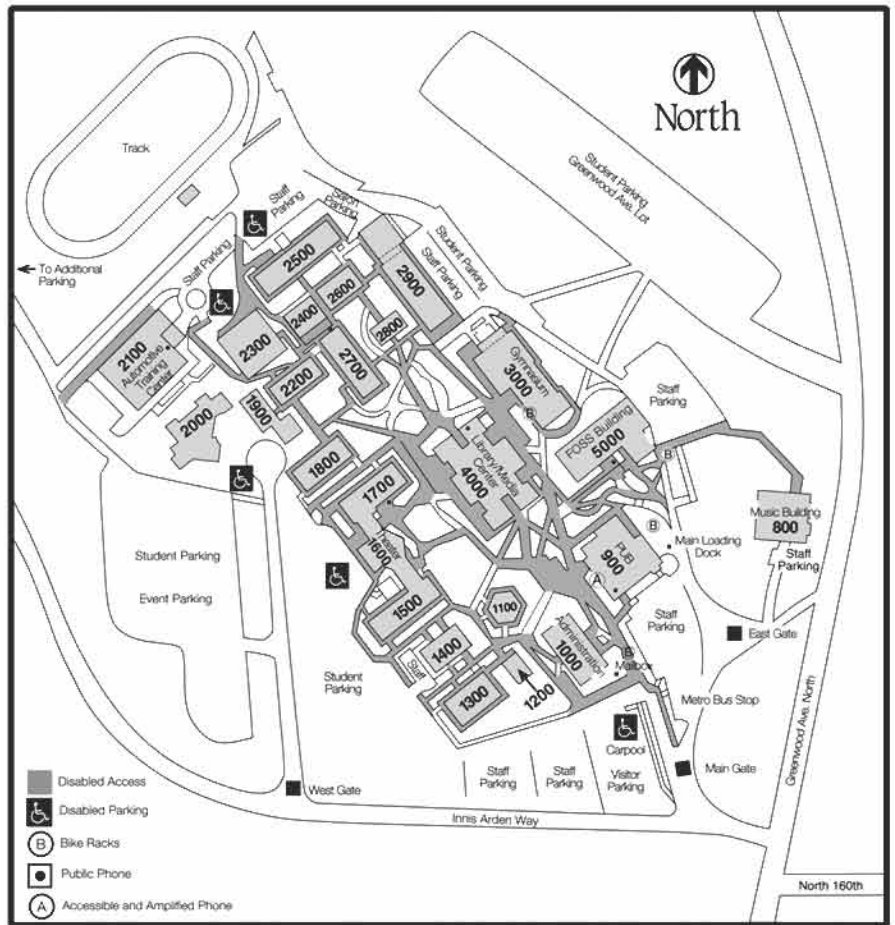 North
Track
Student Parking
Greenwood Ave. Lot
Staff
Parking
Salon
Parking
Staff Parking
To Additional
Parking
Student Parking
Staff Parking
2500
2600
2900
2400
2800
2300
2700
2100
Automotive
Training
Center
2200
1900
2000
Gymnasium
3000
Staff
Parking
FOSS Building
5000
B
B
1800
Library/Media
Center
4000
1700
Music Building
800
Staff
Parking
B
Main Loading
Dock
PUB
900
A
Theater
1600
Student Parking
Event Parking
1500
1100
Staff
Parking
East Gate
1400
Administration
1000
B
Mailbox
Student
Parking
Staff
1300
1200
Metro Bus Stop
Greenwood Ave. North
Carpool
Main Gate
Staff
Parking
Staff
Parking
Visitor
Parking
West Gate
Innis Arden Way
North 160th
Disabled Access
Disabled Parking
B Bike Racks
Public Phone
A Accessible and Amplified Phone